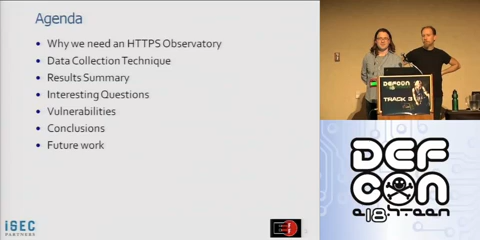 Agenda
Why we need an HTTPS Observatory
Data Collection Technique
Results Summary
Interesting Questions
Vulnerabilities
Conclusions
Future work
iSEC
PARTNERS
DEFCON
TRACK 3
DEF
CON
e18hteen